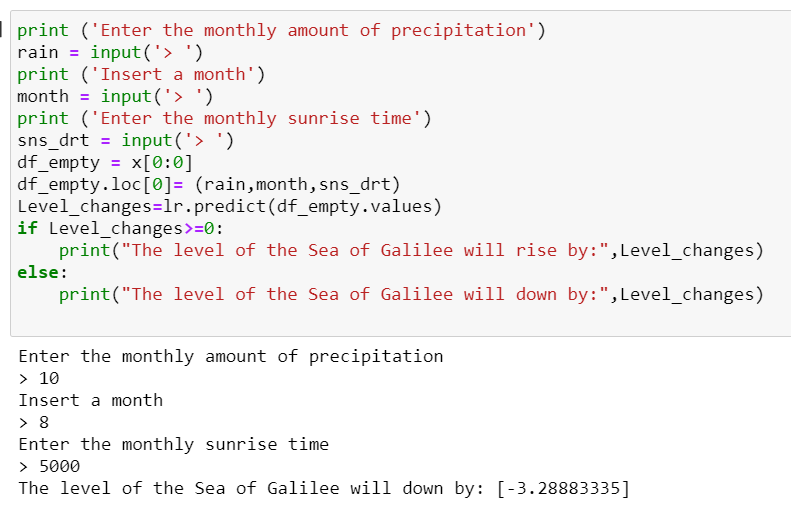 print ('Enter the monthly amount of precipitation')
rain = input('> ')
print ('Insert a month')
month = input('> ')
print ('Enter the monthly sunrise time')
sns_drt = input('> ')
df_empty = x[0:0]
df_empty.loc[0]= (rain,month,sns_drt)
Level_changes=lr.predict(df_empty.values)
if Level_changes>=0:
    print("The level of the Sea of Galilee will rise by:",Level_changes)
else:
    print("The level of the Sea of Galilee will down by:",Level_changes)
Enter the monthly amount of precipitation
> 10
Insert a month
> 8
Enter the monthly sunrise time
> 5000
The level of the Sea of Galilee will down by: [-3.28883335]